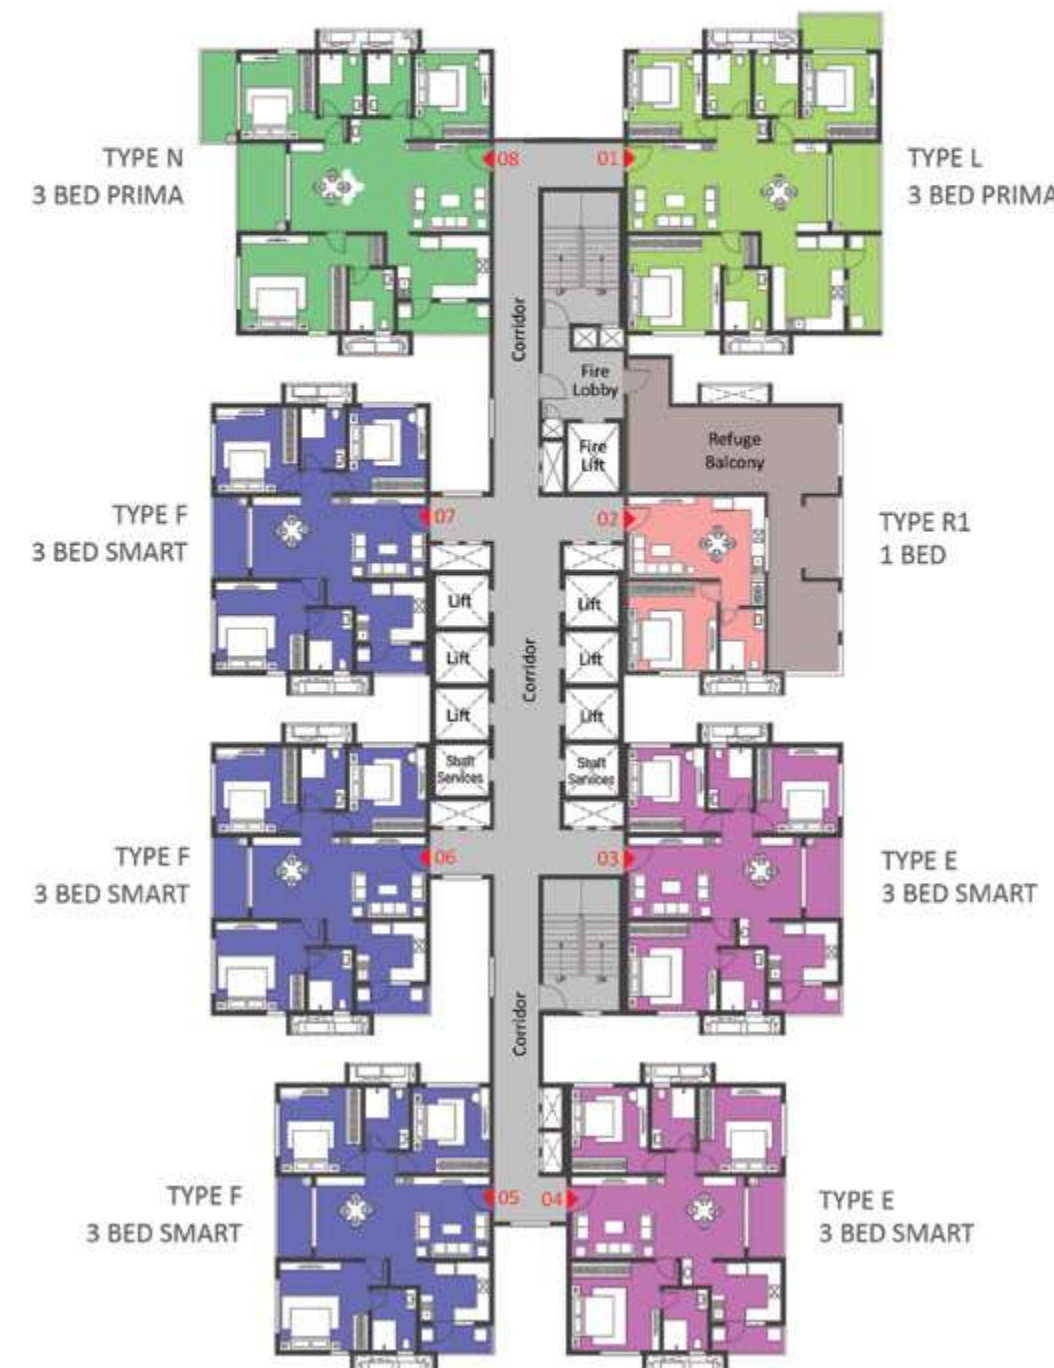 TYPE N
3 BED PRIMA
08
01
TYPE L
3 BED PRIMA
Corridor
Fire
Lobby
Fire
Lift
Refuge
Balcony
TYPE F
3 BED SMART
07
02
TYPE R1
1 BED
Lift
Lift
Lift
Lift
Lift
Lift
Corridor
Shaft
Services
Shaft
Services
TYPE F
3 BED SMART
06
03
TYPE E
3 BED SMART
Corridor
TYPE F
3 BED SMART
05
04
TYPE E
3 BED SMART